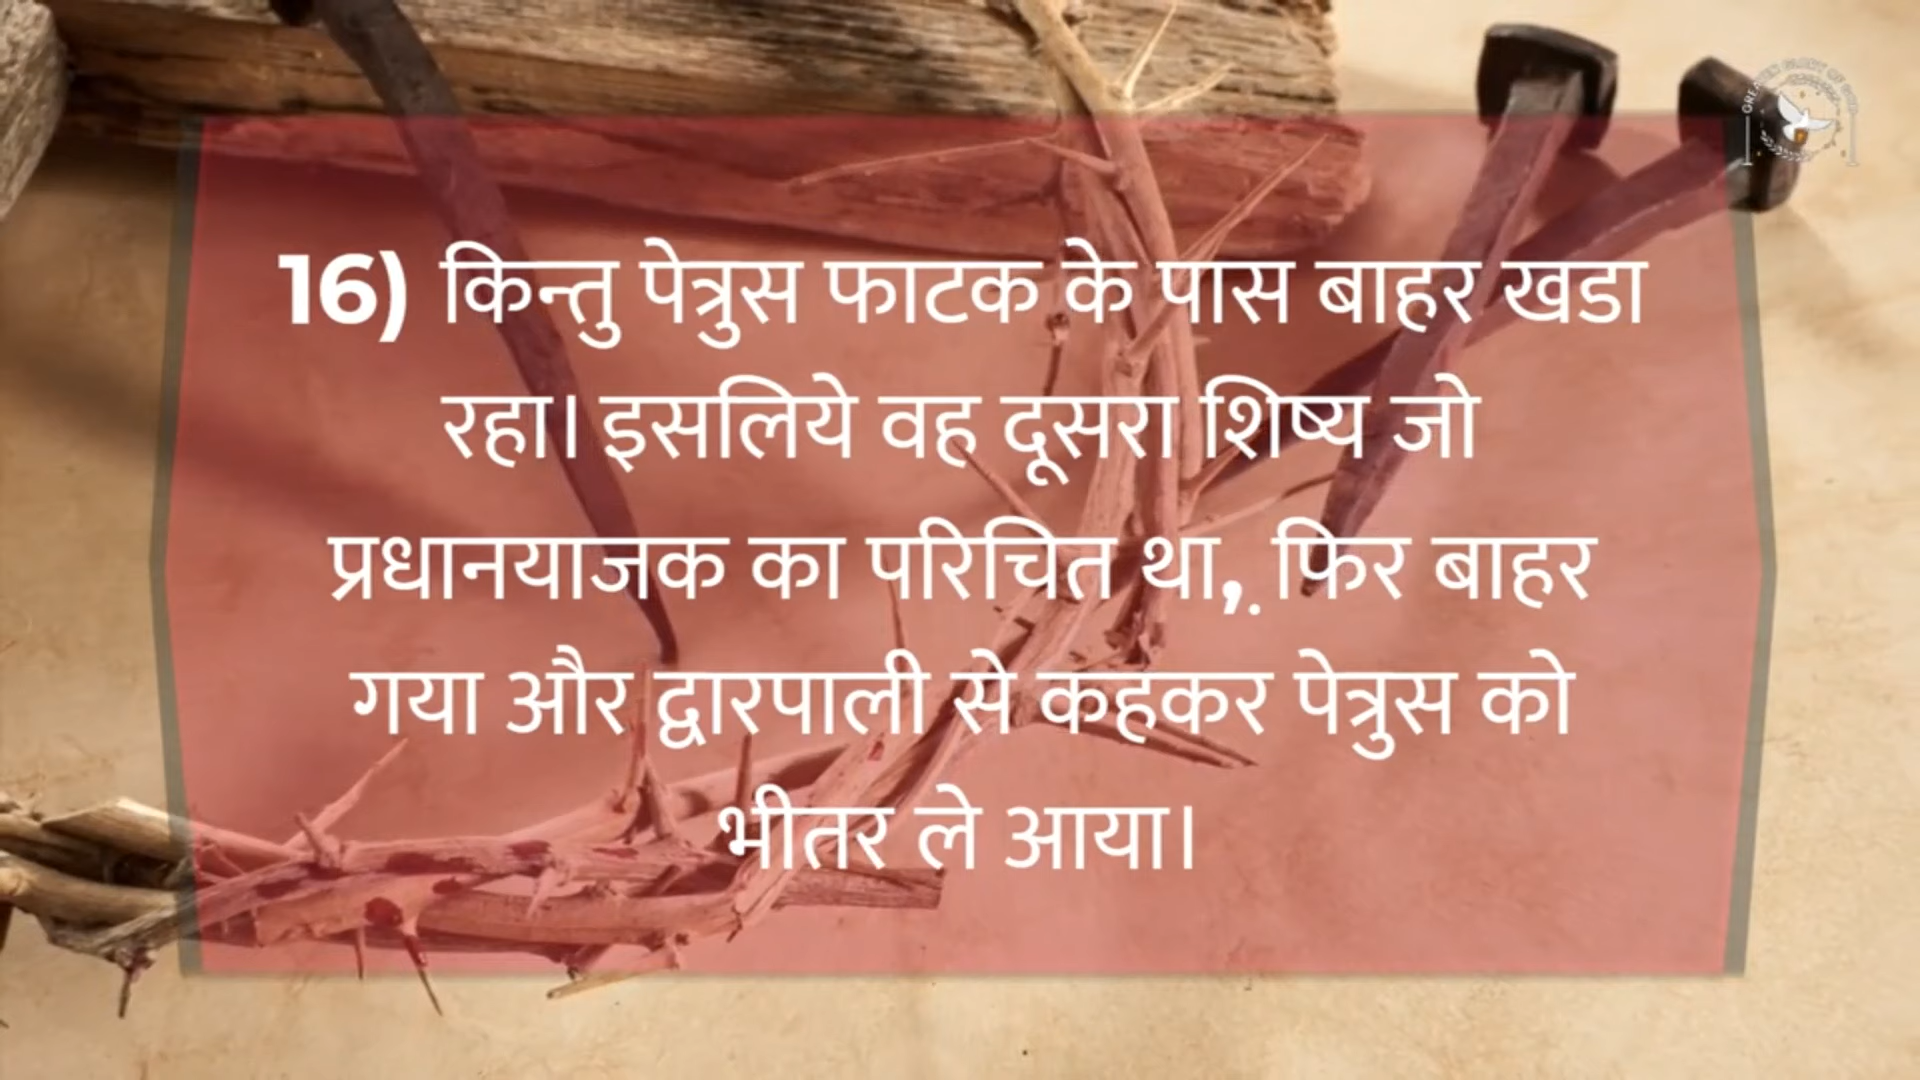 16) किन्तु पेत्रुस फाटक के पास बाहर खडा
रहा। इसलिये वह दूसरा शिष्य जो
प्रधानयाजक का परिचित था, फिर बाहर
गया और द्वारपाली से कहकर पेत्रुस को
भीतर ले आया।